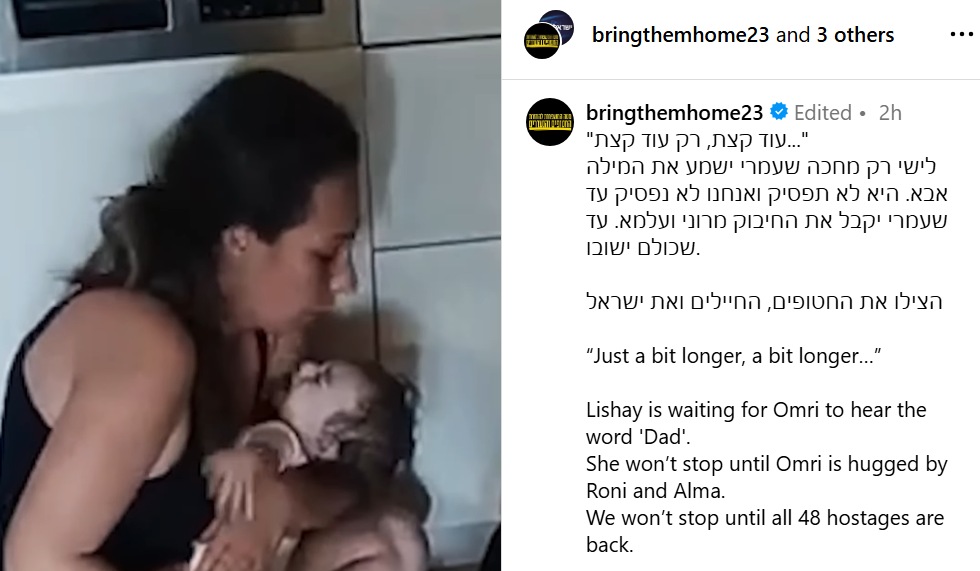 bringthemhome23 and 3 others
bringthemhome23 Edited • 2h
"עוד קצת, רק עוד קצת..."
לישי רק מחכה שעמרי ישמע את המילה
אבא. היא לא תפסיק ואנחנו לא נפסיק עד
שעמרי יקבל את החיבוק מרוני ועלמא. עד
שכולם ישובו.
הצילו את החטופים, החיילים ואת ישראל
“Just a bit longer, a bit longer…”
Lishay is waiting for Omri to hear the
word 'Dad'.
She won’t stop until Omri is hugged by
Roni and Alma.
We won’t stop until all 48 hostages are
back.